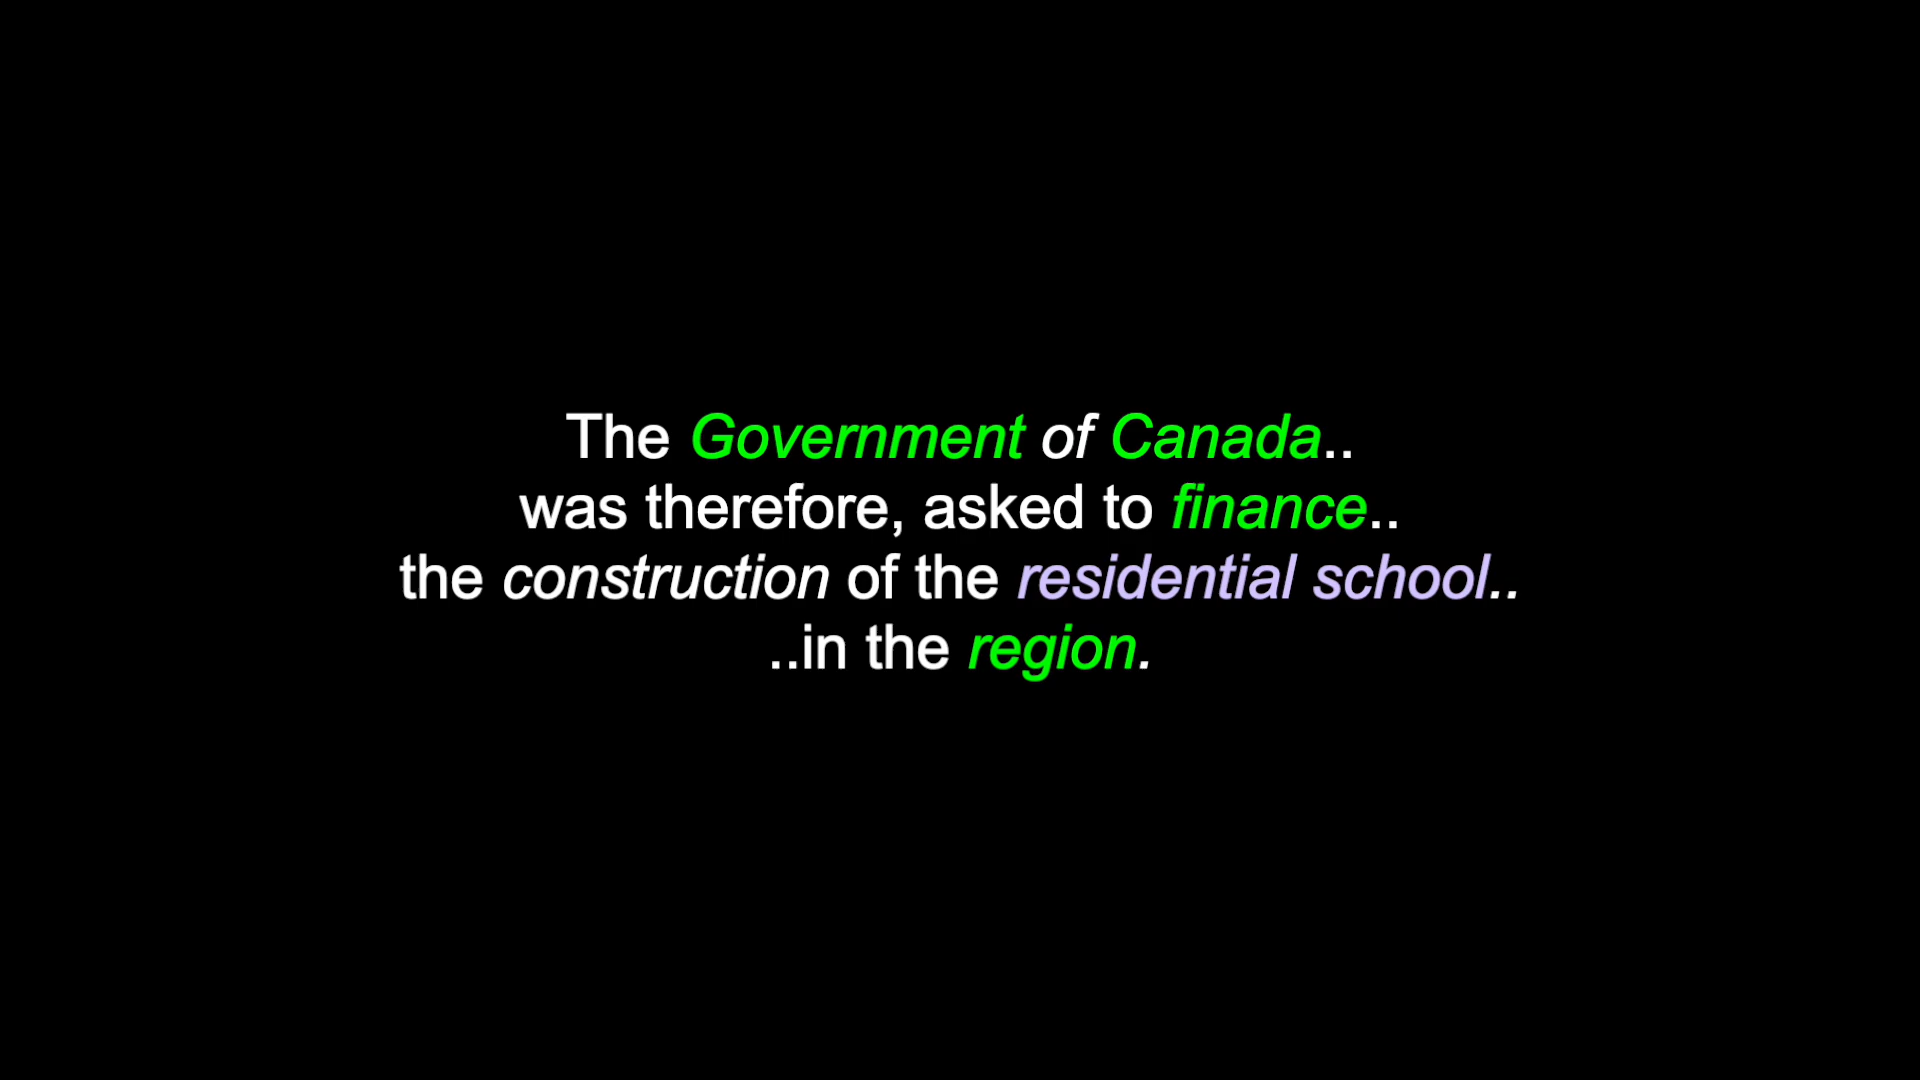 The Government of Canada..
was therefore, asked to finance..
the construction of the residential school..
..in the region.